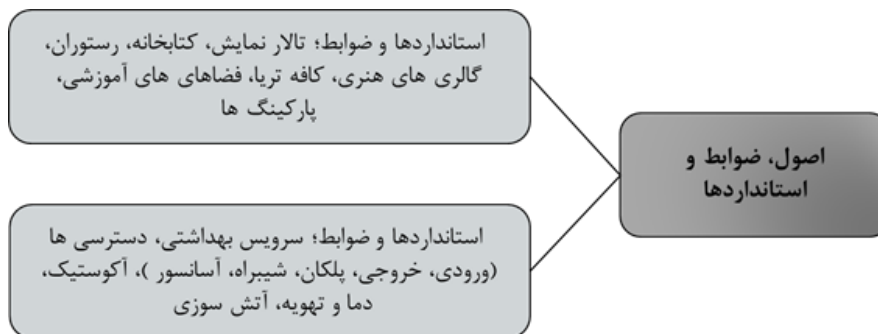 اصول، ضوابط و
استانداردها
استانداردها و ضوابط؛ تالار نمایش، کتابخانه، رستوران،
گالری های هنری، کافه تریا، فضاهای های آموزشی،
پارکینگ ها
استانداردها و ضوابط؛ سرویس بهداشتی، دسترسی ها
(ورودی، خروجی، پلکان، شیبراه، آسانسور )، آکوستیک،
دما و تهویه، آتش سوزی